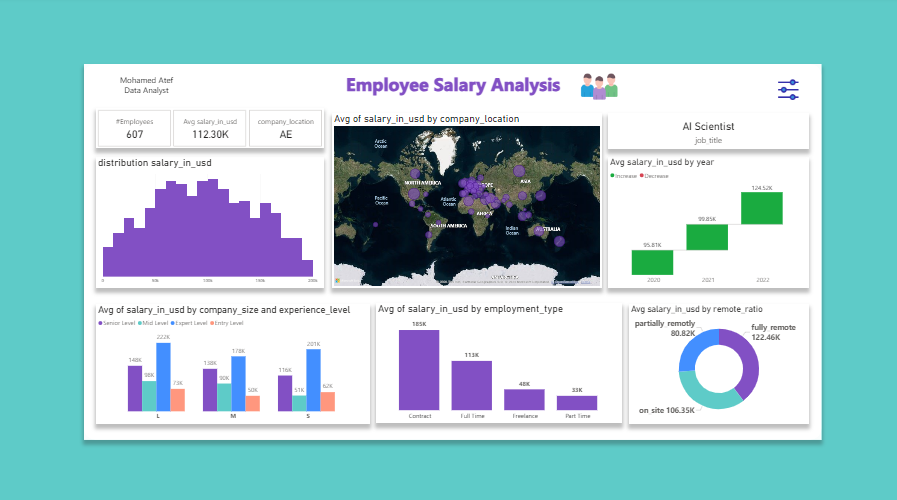 Mohamed Atef
Data Analyst
Employee Salary Analysis
#Employees
607
Avg salary_in_usd
112.30K
company_location
AE
Avg of salary_in_usd by company_location
Arctic
Ocean
NORTH AMERICA
EUROPE
ASIA
Pacific
Ocean
Atlantic
Ocean
AFRICA
SOUTH AMERICA
Indian
Ocean
AUSTRALIA
AI Scientist
job_title
distribution salary_in_usd
0
50k
100k
150k
200k
Avg salary_in_usd by year
Increase Decrease
95.81K
99.85K
124.52K
2020 2021 2022
Avg of salary_in_usd by company_size and experience_level
Senior Level Mid Level Expert Level Entry Level
148K 98K 222K 73K
138K 90K 178K 50K
116K 51K 201K 62K
L M S
Avg of salary_in_usd by employment_type
185K
113K
48K
33K
Contract Full Time Freelance Part Time
Avg salary_in_usd by remote_ratio
partially remotly
80.82K
fully remote
122.46K
on site 106.35K